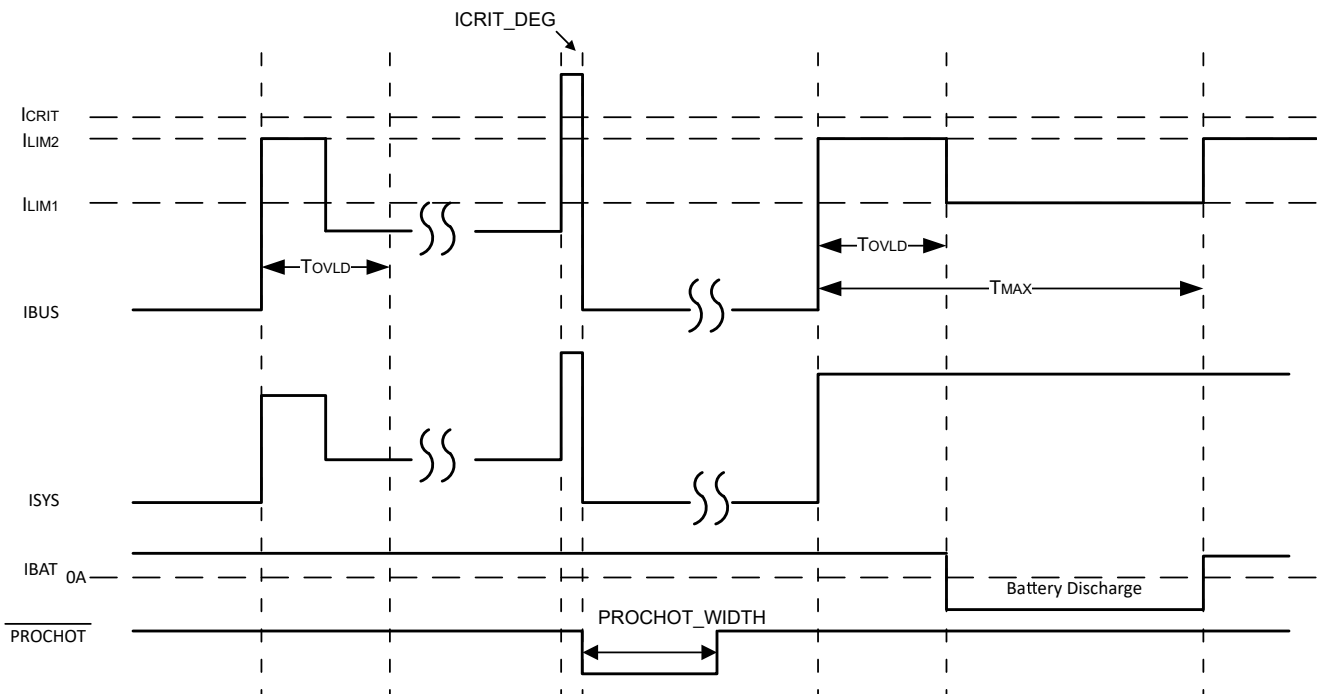 ICRIT_DEG
ICRIT
ILIM2
ILIM1
TOVLD
TOVLD
TMAX
IBUS
ISYS
IBAT 0A
Battery Discharge
PROCHOT_WIDTH
PROCHOT